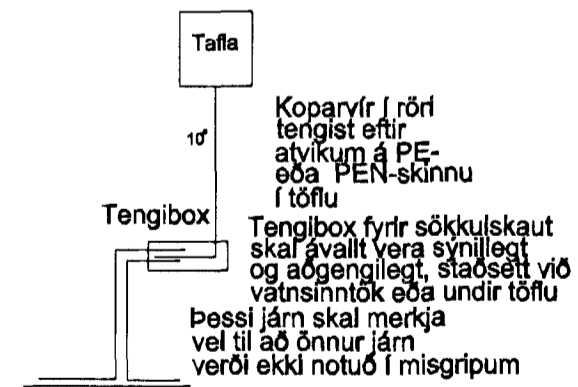 Tafla
10°
Koparvír í röri
tengist eftir
atvikum á PE-
eða PEN-skinnu
í töflu
Tengibox
Tengibox fyrir sökkulskaut
skal ávallt vera sýnillegt
og aðgengilegt, staðsett við
vatnsinntök eða undir töflu
Þessi járn skal merkja
vel til að önnur járn
verði ekki notuð í misgripum